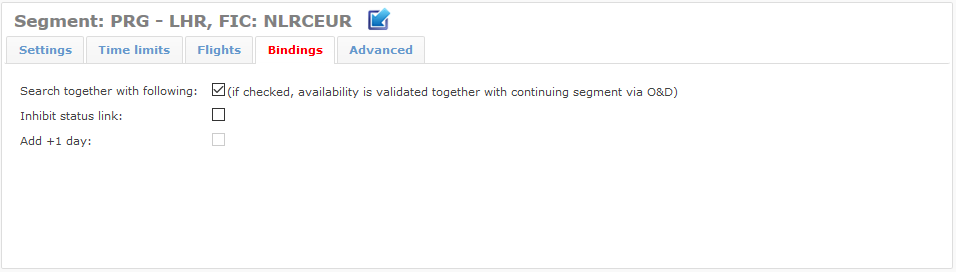 Segment: PRG - LHR, FIC: NLRCEUR
Settings Time limits Flights Bindings Advanced
Search together with following: (if checked, availability is validated together with continuing segment via O&D)
Inhibit status link:
Add +1 day: